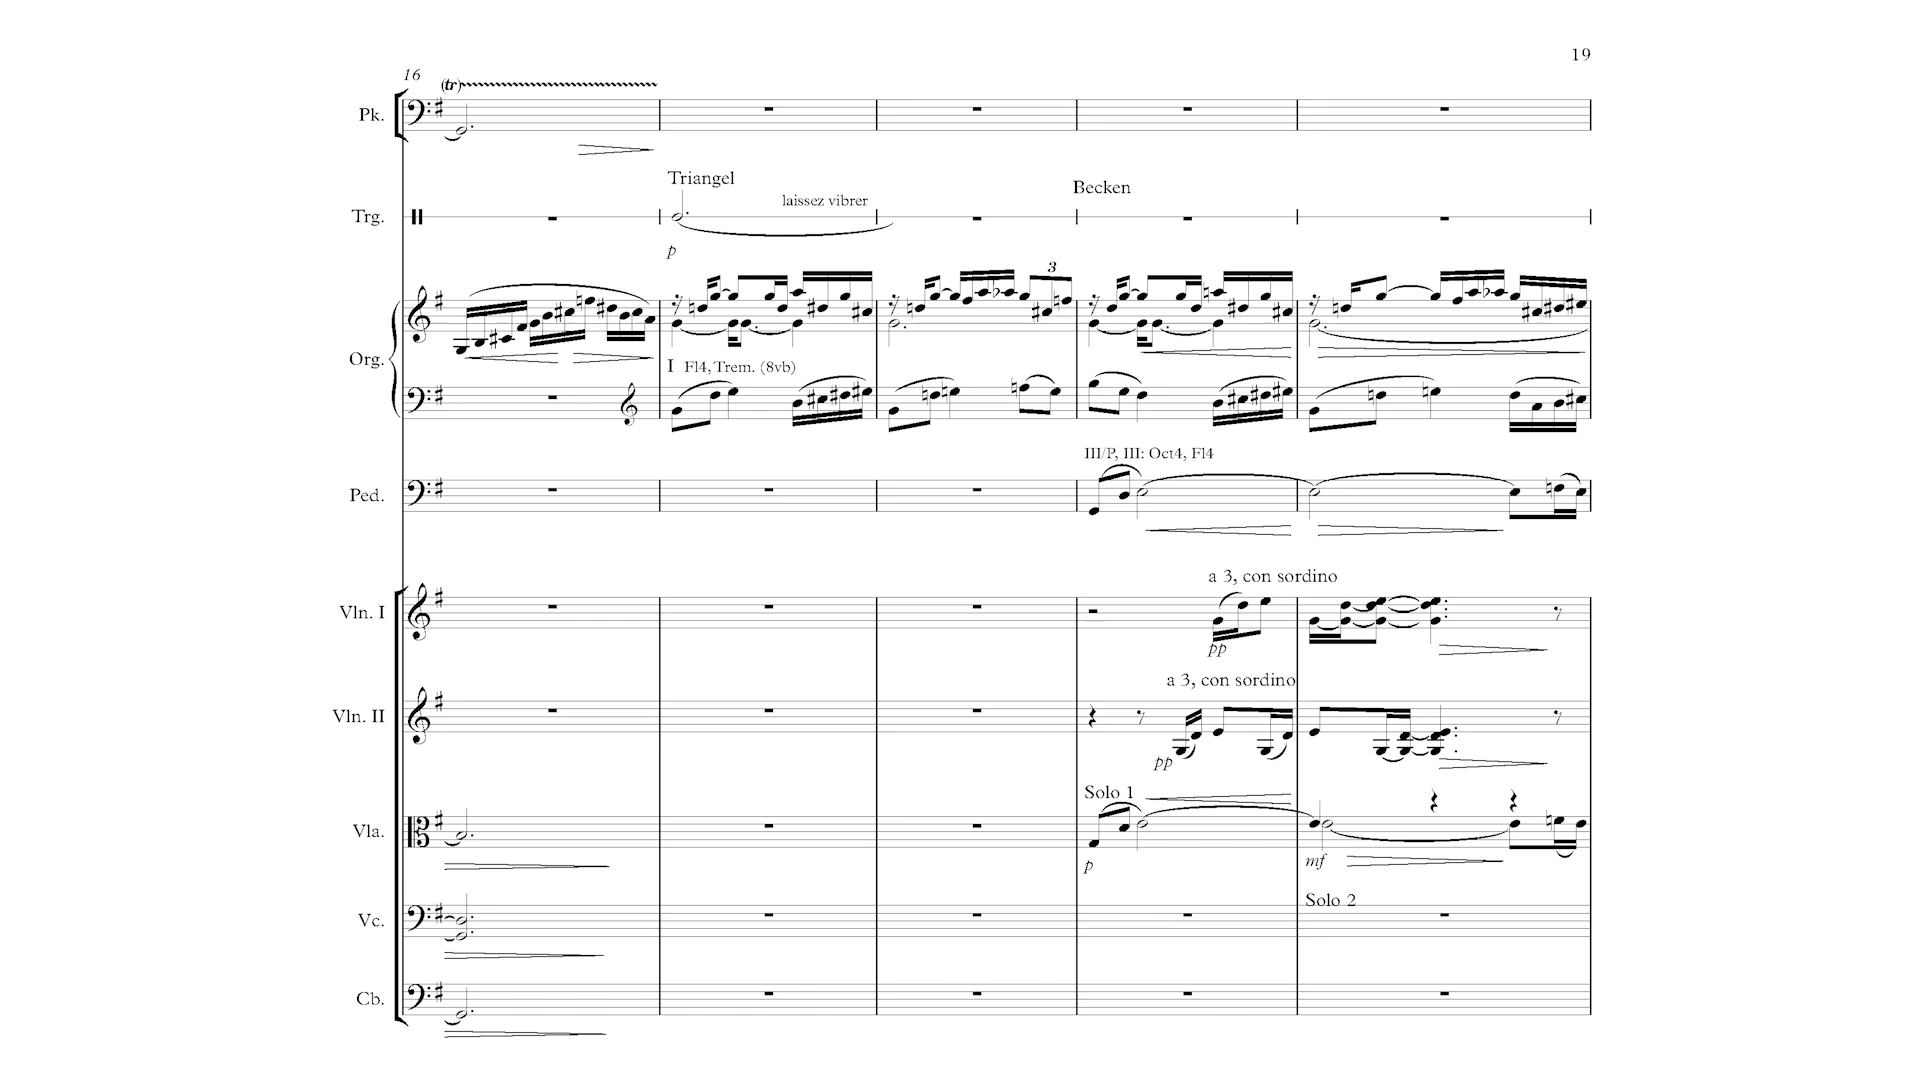 19
16
(tr)
Pk.
Triangel
laissez vibrer
Becken
Trg.
p
3
Org.
I Fl4, Trem. (8vb)
III/P, III: Oct4, Fl4
Ped.
a 3, con sordino
Vln. I
pp
a 3, con sordino
Vln. II
pp
Solo 1
Vla.
p
mf
Solo 2
Vc.
Cb.